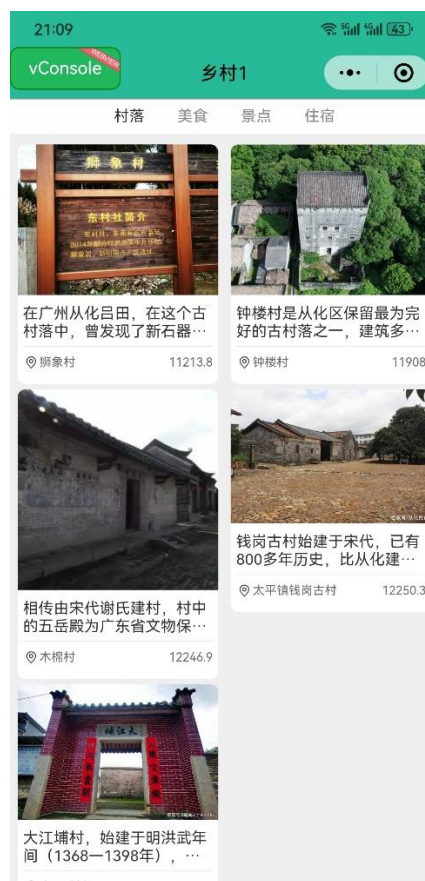 21:09
5G
4G
43
vConsole
WEBVIEW
乡村1
村落
美食
景点
住宿
狮象村
东村社简介
在广州从化吕田，在这个古
村落中，曾发现了新石器…
狮象村
11213.8
钟楼村是从化区保留最为完
好的古村落之一，建筑多…
钟楼村
11908
相传由宋代谢氏建村，村中
的五岳殿为广东省文物保…
木棉村
12246.9
钱岗古村始建于宋代，已有
800多年历史，比从化建…
太平镇钱岗古村
12250.3
埔江大
大江埔村，始建于明洪武年
间（1368—1398年），…